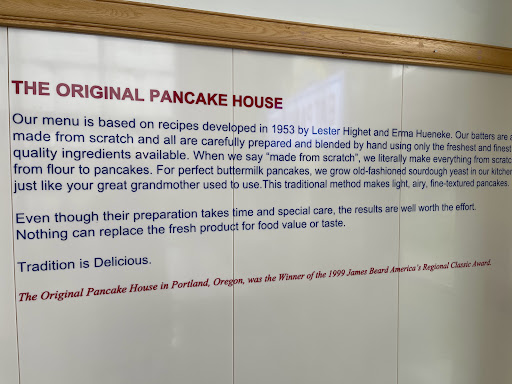 THE ORIGINAL PANCAKE HOUSE
Our menu is based on recipes developed in 1953 by Lester Highet and Erma Hueneke. Our batters are
made from scratch and all are carefully prepared and blended by hand using only the freshest and finest
quality ingredients available. When we say "made from scratch", we literally make everything from scratch
from flour to pancakes. For perfect buttermilk pancakes, we grow old-fashioned sourdough yeast in our kitchen
just like your great grandmother used to use.This traditional method makes light, airy, fine-textured pancakes.
Even though their preparation takes time and special care, the results are well worth the effort.
Nothing can replace the fresh product for food value or taste.
Tradition is Delicious.
The Original Pancake House in Portland, Oregon, was the Winner of the 1999 James Beard America's Regional Classic Award.